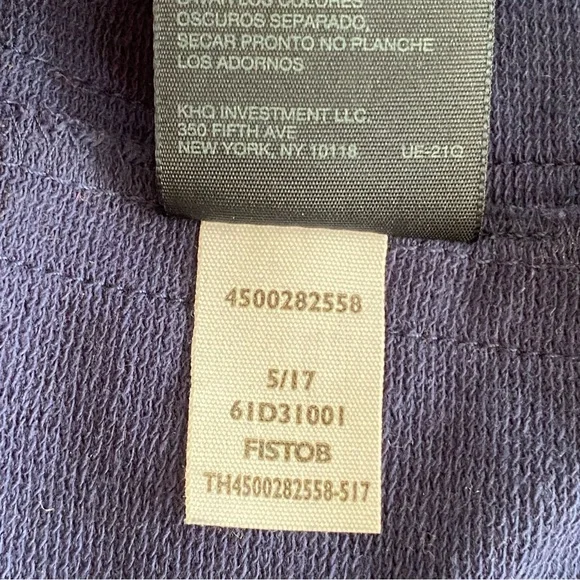 OSCUROS SEPARADO,
SECAR PRONTO NO PLANCHE
LOS ADORNOS
KHQ INVESTMENT LLC.
350 FIFTH AVE
NEW YORK, NY 10118 UE-21G
4500282558
5/17
61D31001
FISTOB
TH4500282558-517